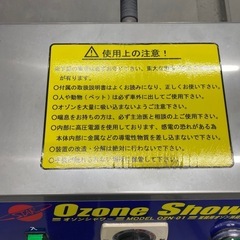 ⚠ 使用上の注意!
が有ります。
○付属の取扱説明書はよくお読みになり、正しくお使い下さい。
○人や動物(ペット)は必ず室外に出してご使用下さい。
○オゾンを大量に吸い込まないようご注意下さい。
○喘息をお持ちの方は、必ず主治医と相談の上ご使用下さい。
○本体内部に高圧電源を使用しております。感電の恐れがある為
本体内部に金属等の導電性物質を差し込まないで下さい。
○装置の改造・分解は絶対に行わないで下さい。
Ozone Show
オゾンシャワー MODEL OZN-01